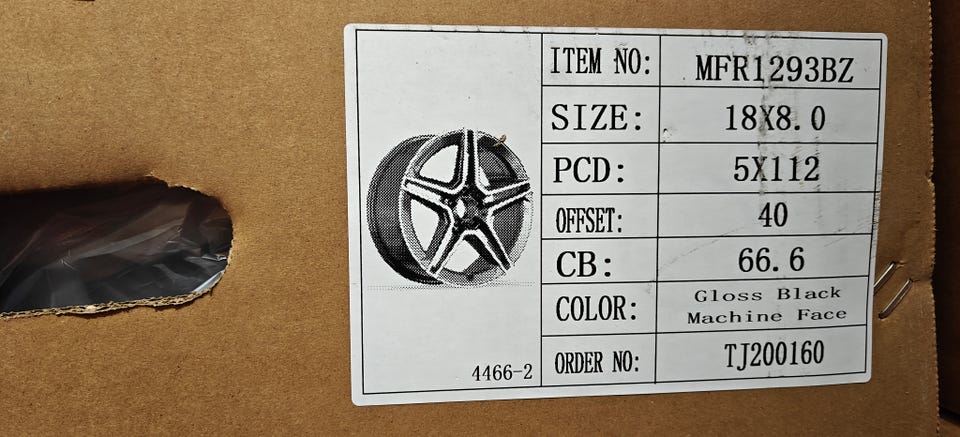 ITEM NO: MFR1293BZ
SIZE: 18X8.0
PCD: 5X112
OFFSET: 40
CB: 66.6
COLOR: Gloss Black
Machine Face
ORDER NO: TJ200160
4466-2